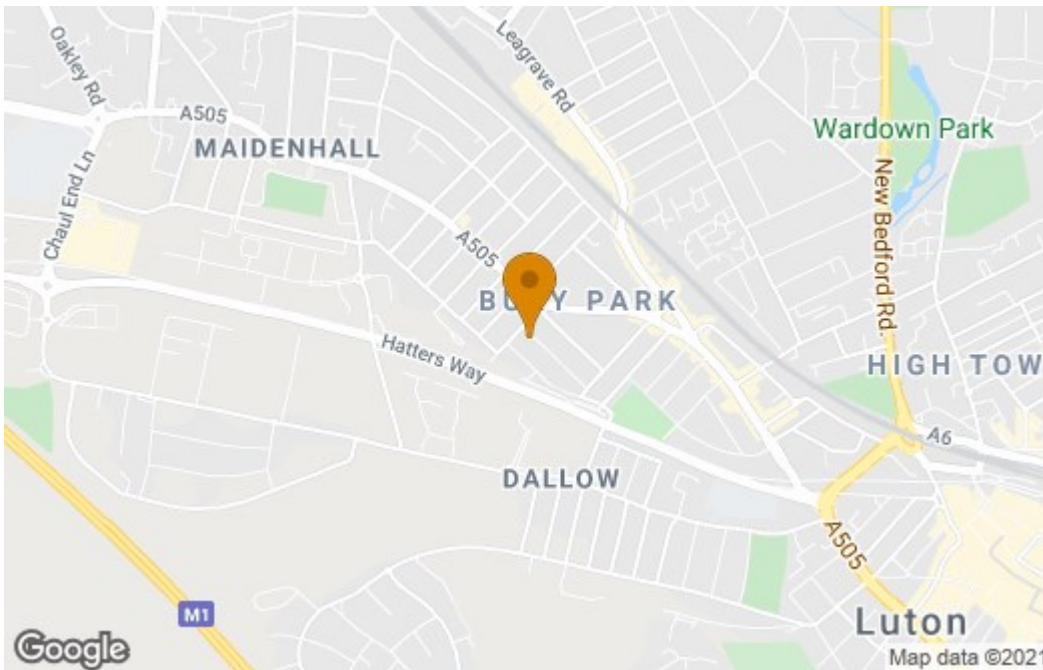 Oakley Rd
A505
Leagrave Rd
MAIDENHALL
Wardown Park
Chaul End Ln
New Bedford Rd.
A505
PARK
Hatters Way
HIGH TOW
A6
DALLOW
A505
M1
Luton
Google
Map data ©2021